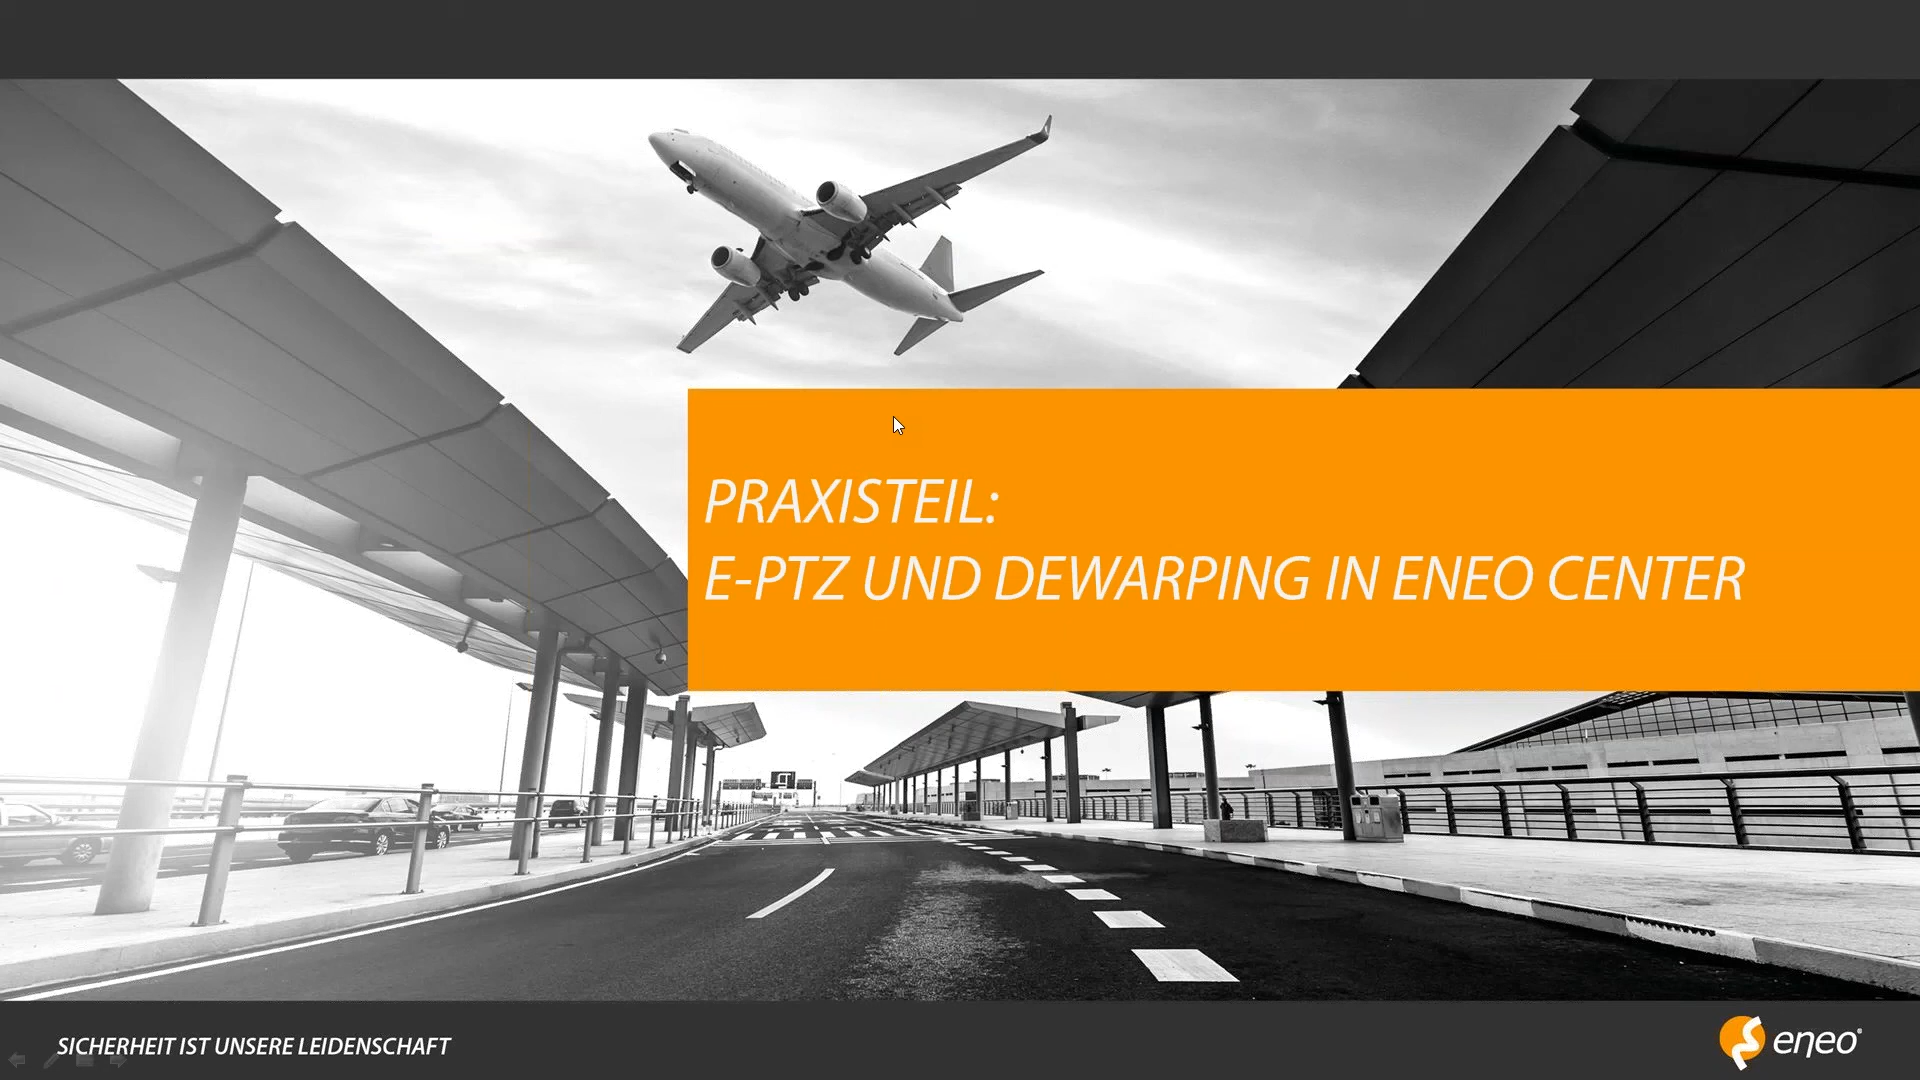 PRAXISTEIL:
E-PTZ UND DEWARPING IN ENEO CENTER
SICHERHEIT IST UNSERE LEIDENSCHAFT
eneo®